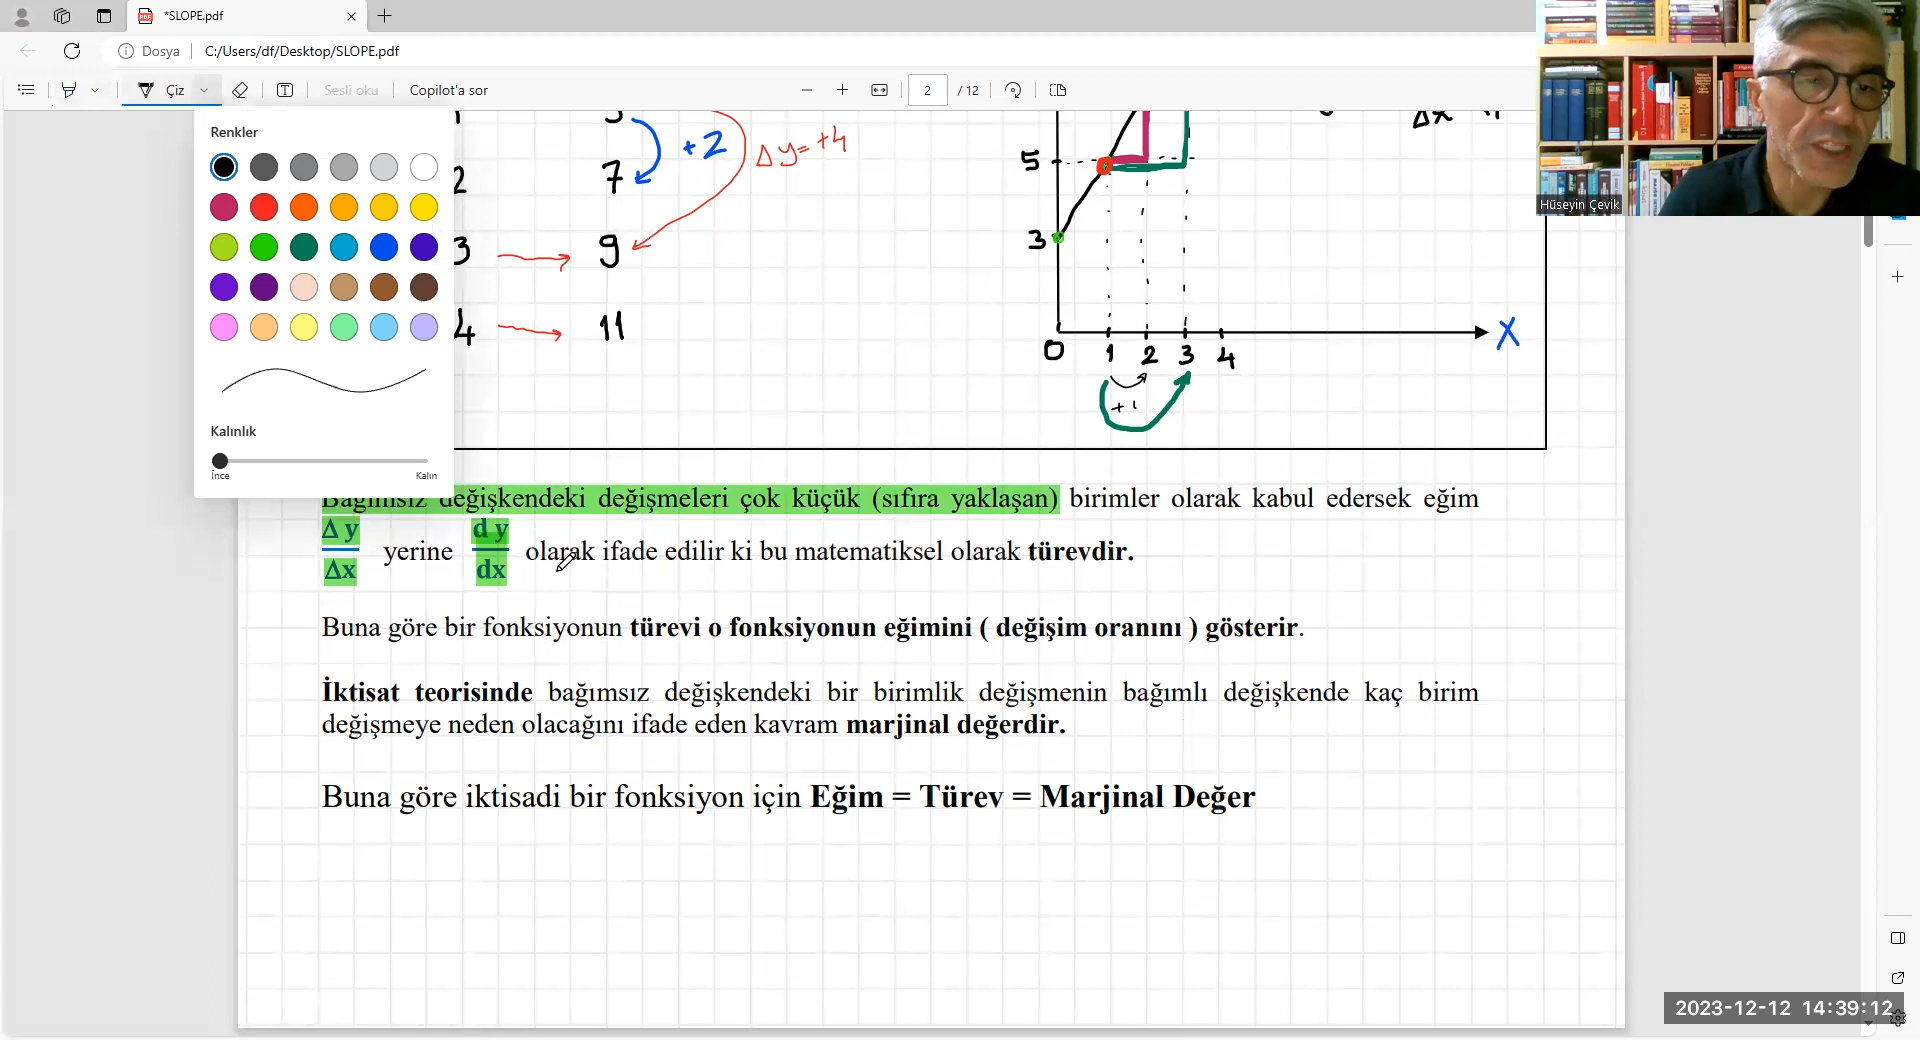 *SLOPE.pdf
Dosya C:/Users/df/Desktop/SLOPE.pdf
Çiz Sesli oku Copilot'a sor 2 / 12
Renkler
Kalınlık
İnce Kalın
+2
Δy=+4
2 7
3 9
4 11
Δx
5
3
0 1 2 3 4 X
+1
Hüseyin Çevik
Bağımsız değişkendeki değişmeleri çok küçük (sıfıra yaklaşan) birimler olarak kabul edersek eğim
Δy/Δx yerine dy/dx olarak ifade edilir ki bu matematiksel olarak türevdir.
Buna göre bir fonksiyonun türevi o fonksiyonun eğimini ( değişim oranını ) gösterir.
İktisat teorisinde bağımsız değişkendeki bir birimlik değişmenin bağımlı değişkende kaç birim
değişmeye neden olacağını ifade eden kavram marjinal değerdir.
Buna göre iktisadi bir fonksiyon için Eğim = Türev = Marjinal Değer
2023-12-12 14:39:12